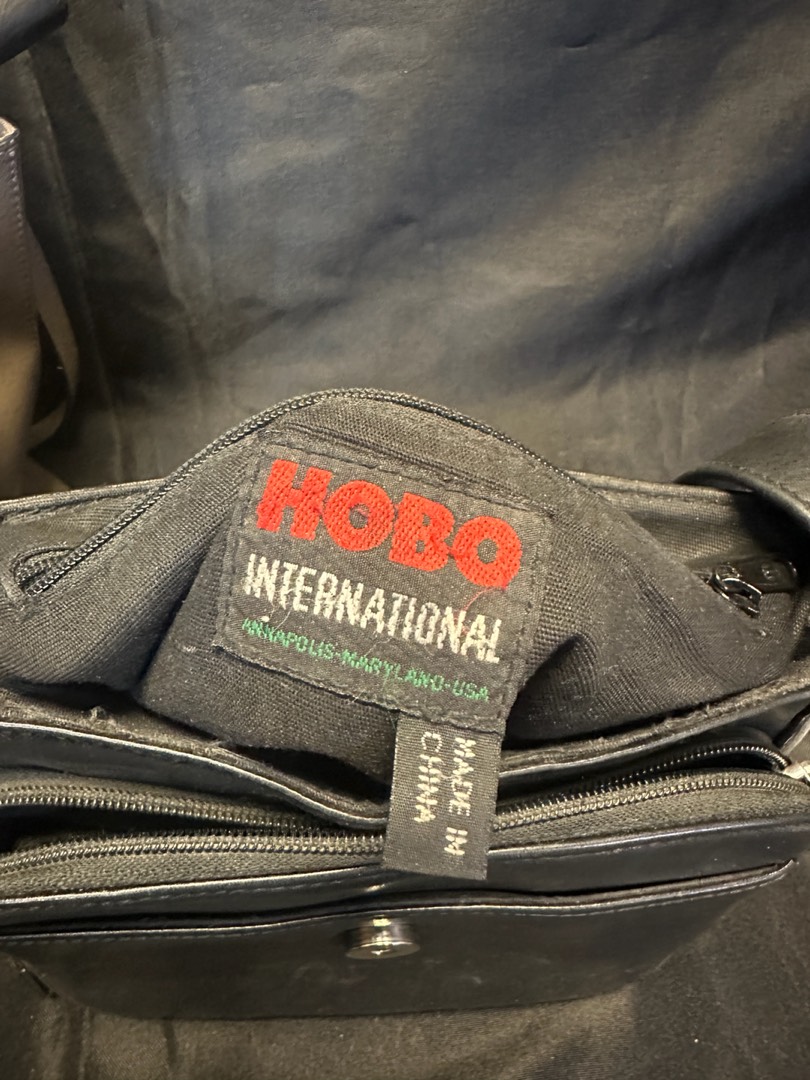 HOBO
INTERNATIONAL
ANNAPOLIS-MARYLAND-USA
MADE IN
CHINA